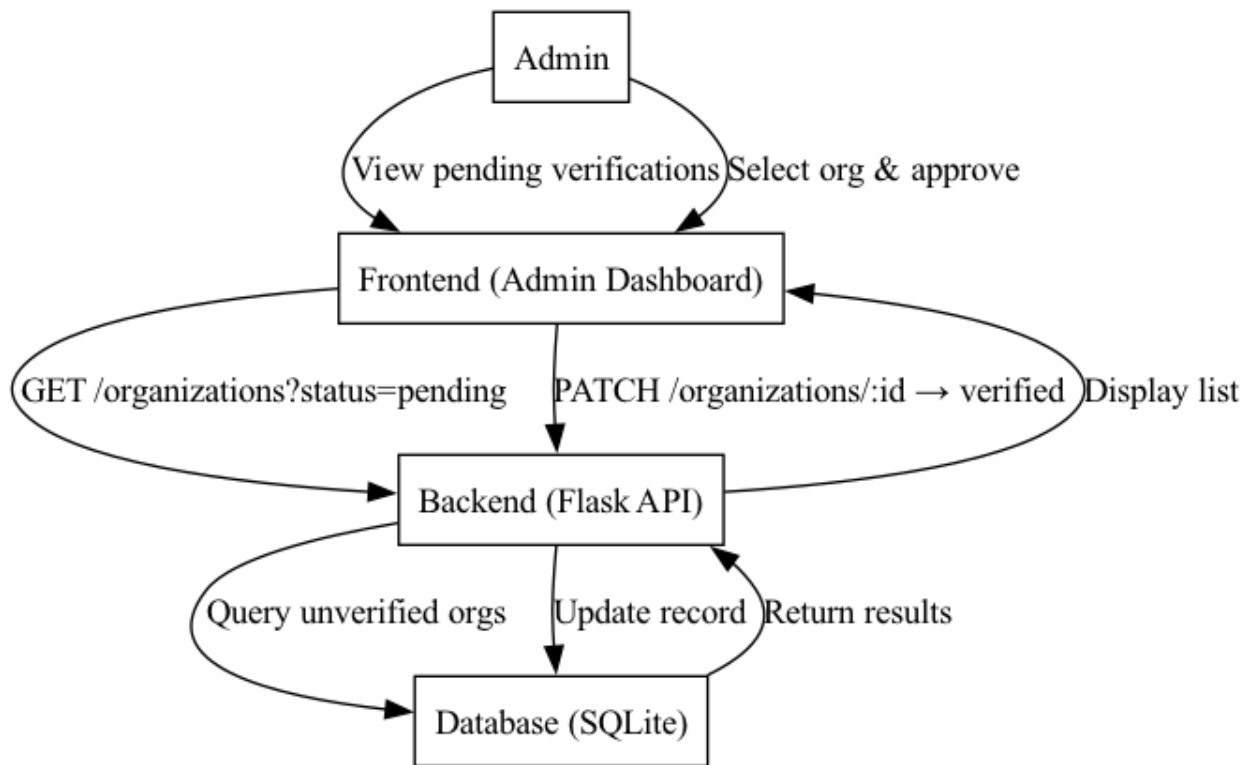 Admin
View pending verifications
Select org & approve
Frontend (Admin Dashboard)
GET /organizations?status=pending
PATCH /organizations/:id → verified
Display list
Backend (Flask API)
Query unverified orgs
Update record
Return results
Database (SQLite)